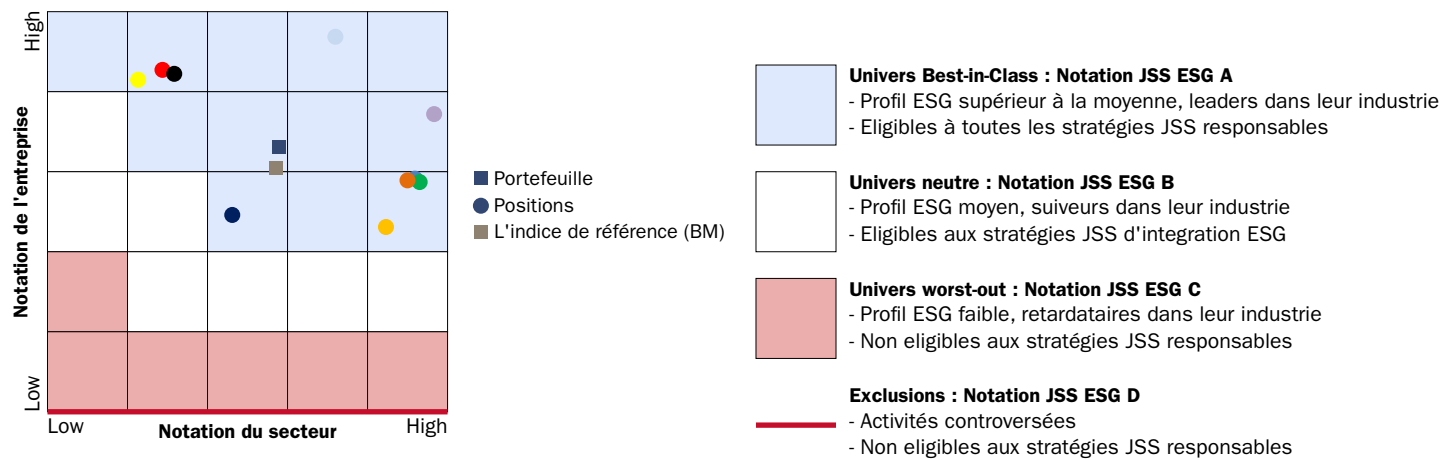 High
Notation de l'entreprise
Low
Low
Notation du secteur
High
Portefeuille
Positions
L'indice de référence (BM)
Univers Best-in-Class : Notation JSS ESG A
- Profil ESG supérieur à la moyenne, leaders dans leur industrie
- Eligibles à toutes les stratégies JSS responsables
Univers neutre : Notation JSS ESG B
- Profil ESG moyen, suiveurs dans leur industrie
- Eligibles aux stratégies JSS d'integration ESG
Univers worst-out : Notation JSS ESG C
- Profil ESG faible, retardataires dans leur industrie
- Non eligibles aux stratégies JSS responsables
Exclusions : Notation JSS ESG D
- Activités controversées
- Non eligibles aux stratégies JSS responsables